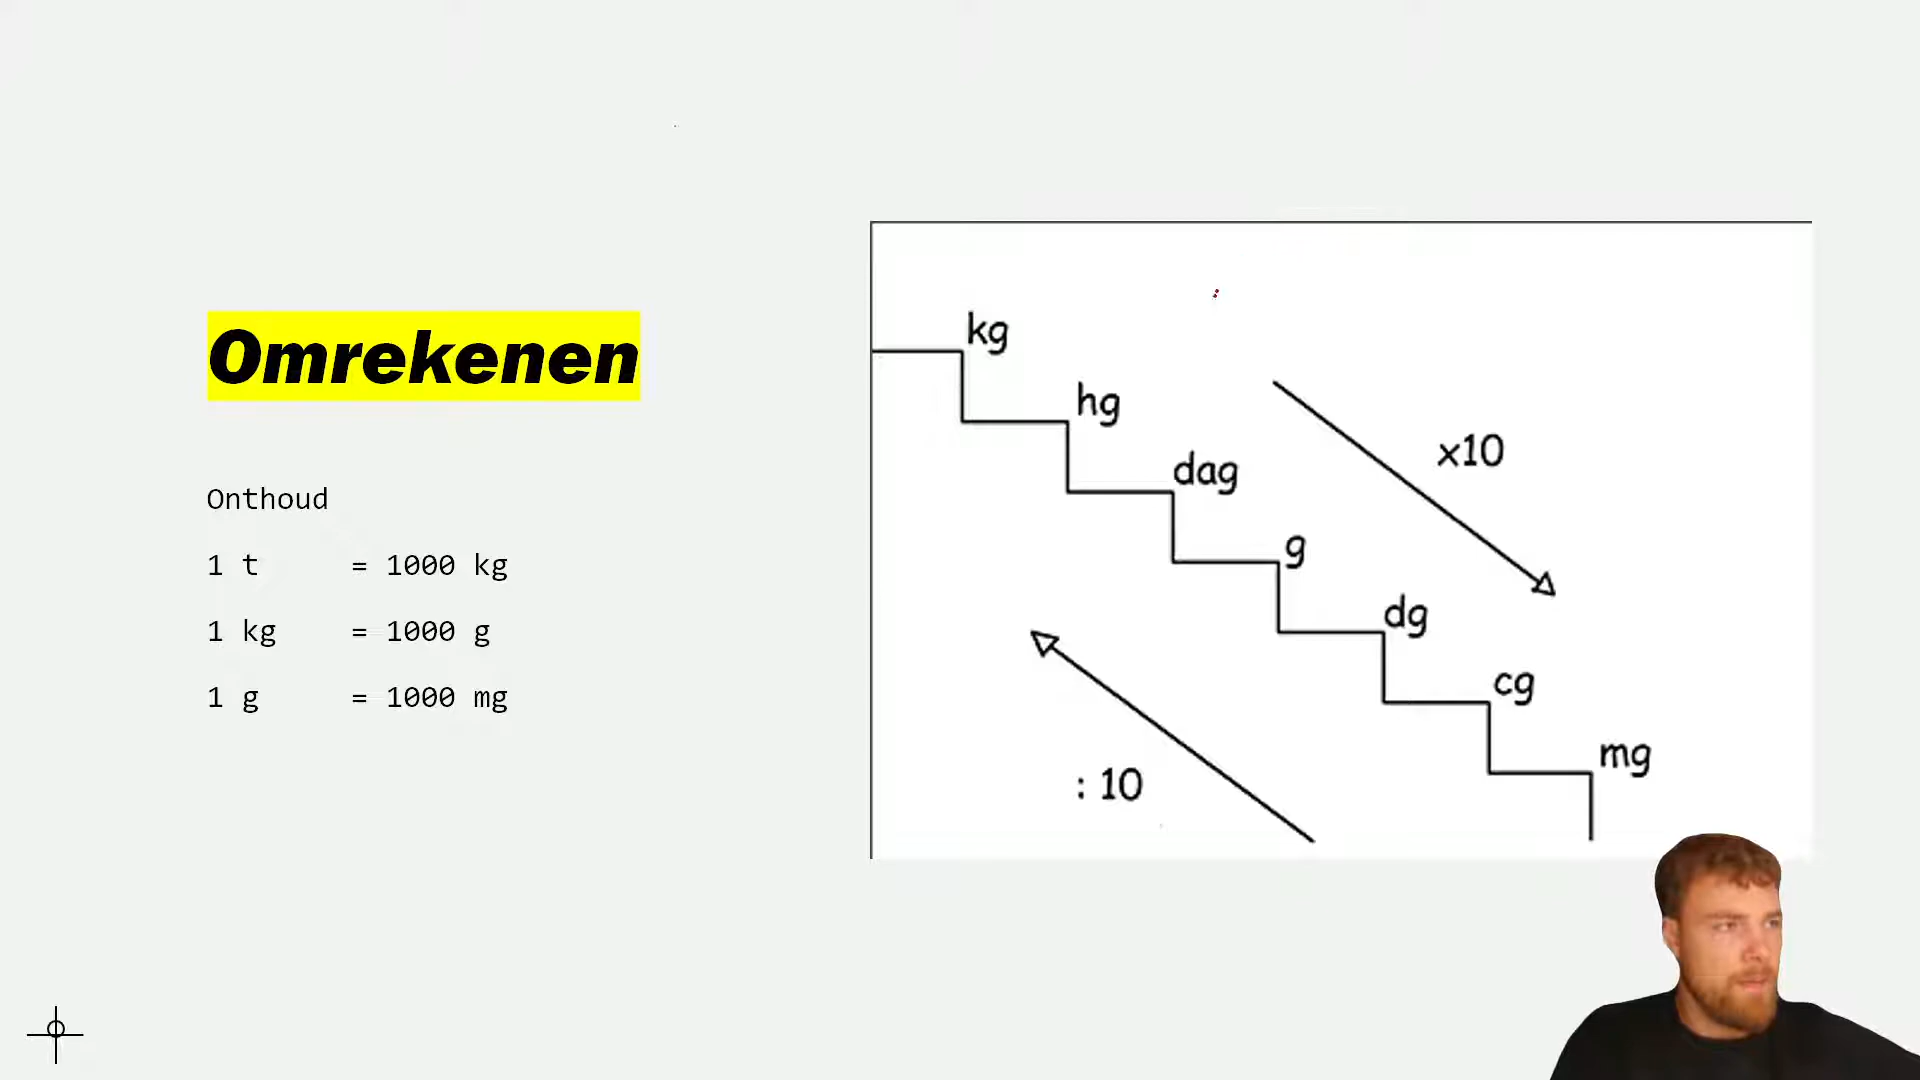 Omrekenen
Onthoud
1 t = 1000 kg
1 kg = 1000 g
1 g = 1000 mg
kg
hg
dag
g
dg
cg
mg
x10
: 10